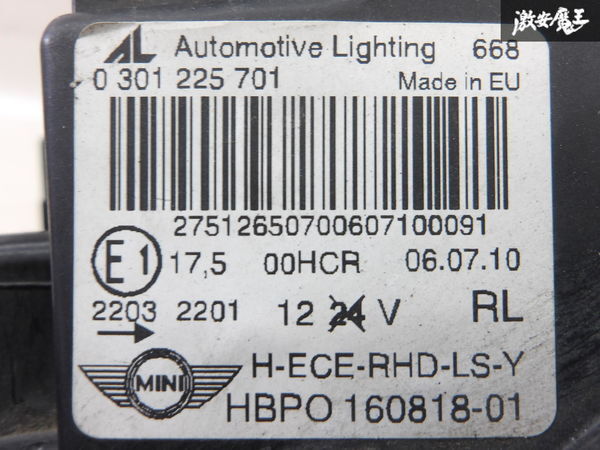 激安魔王
AL Automotive Lighting 668
0 301 225 701 Made in EU
27512650700607100091
E1 17,5 00HCR 06.07.10
2203 2201 12 24 V RL
MINI H-ECE-RHD-LS-Y
HBPO 160818-01